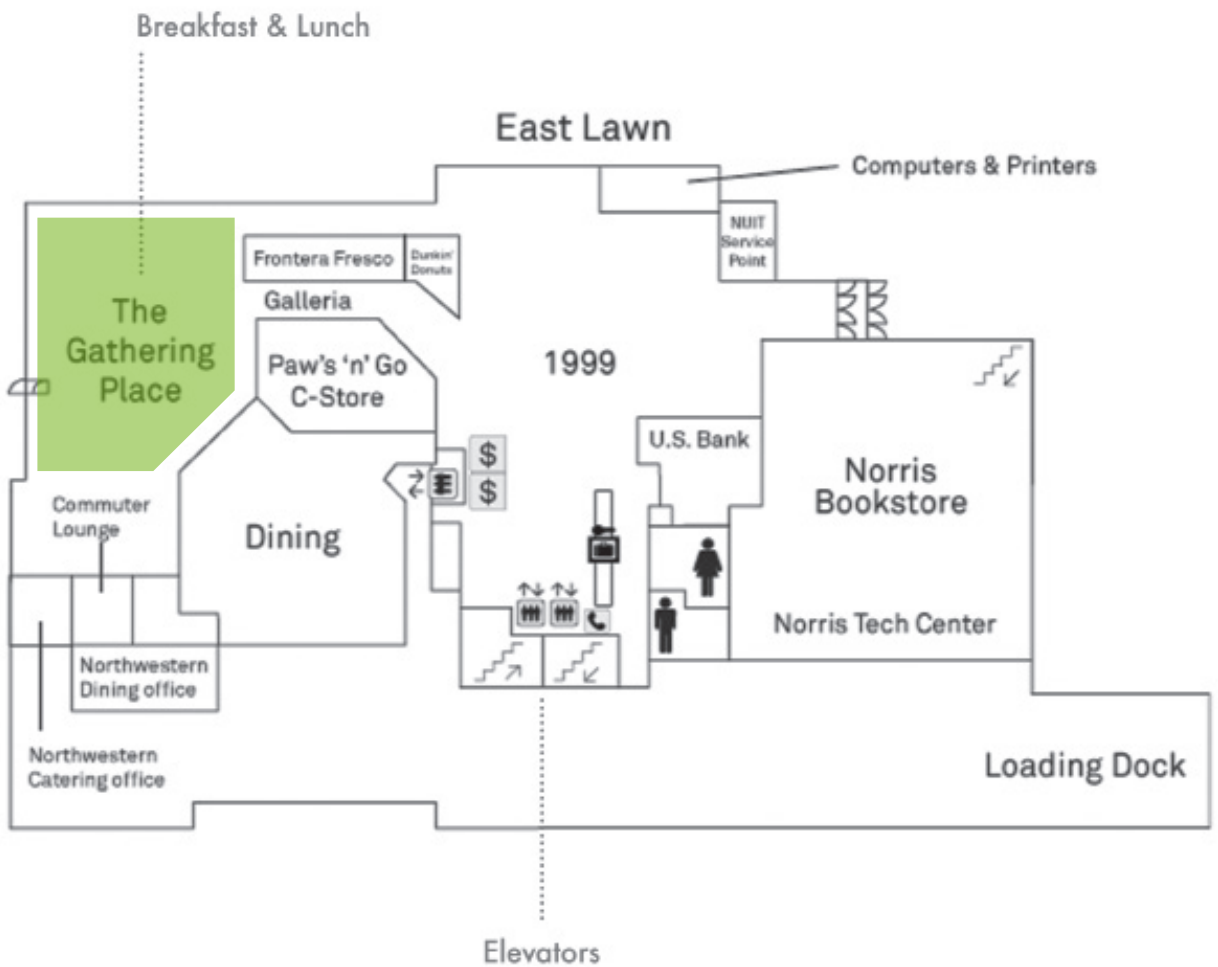 Breakfast & Lunch
East Lawn
Computers & Printers
NUIT
Service
Point
Frontera Fresco
Dunkin'
Donuts
Galleria
The
Gathering
Place
Paw's 'n' Go
C-Store
1999
U.S. Bank
$
$
Norris
Bookstore
Commuter
Lounge
Dining
Norris Tech Center
Northwestern
Dining office
Northwestern
Catering office
Loading Dock
Elevators